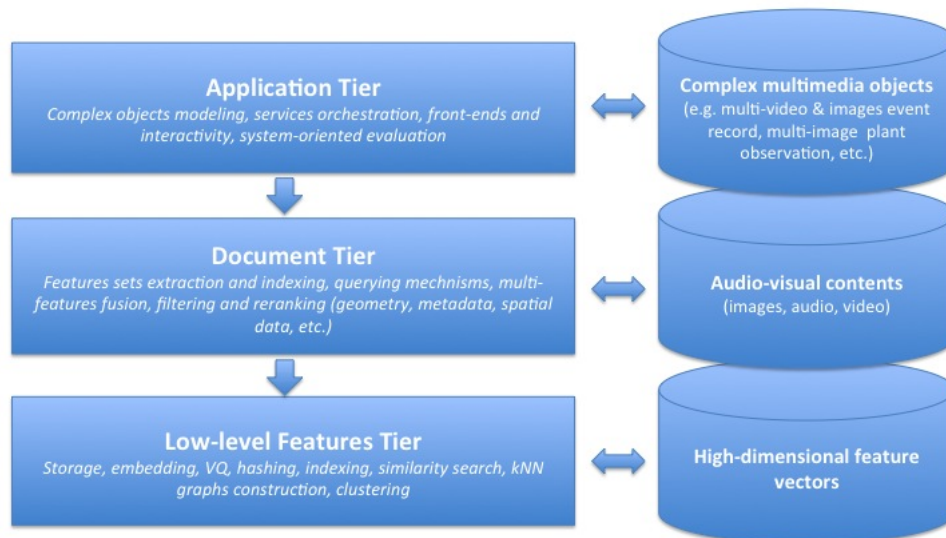 Application Tier
Complex objects modeling, services orchestration, front-ends and
interactivity, system-oriented evaluation
Complex multimedia objects
(e.g. multi-video & images event
record, multi-image plant
observation, etc.)
Document Tier
Features sets extraction and indexing, querying mechnisms, multi-
features fusion, filtering and reranking (geometry, metadata, spatial
data, etc.)
Audio-visual contents
(images, audio, video)
Low-level Features Tier
Storage, embedding, VQ, hashing, indexing, similarity search, kNN
graphs construction, clustering
High-dimensional feature
vectors